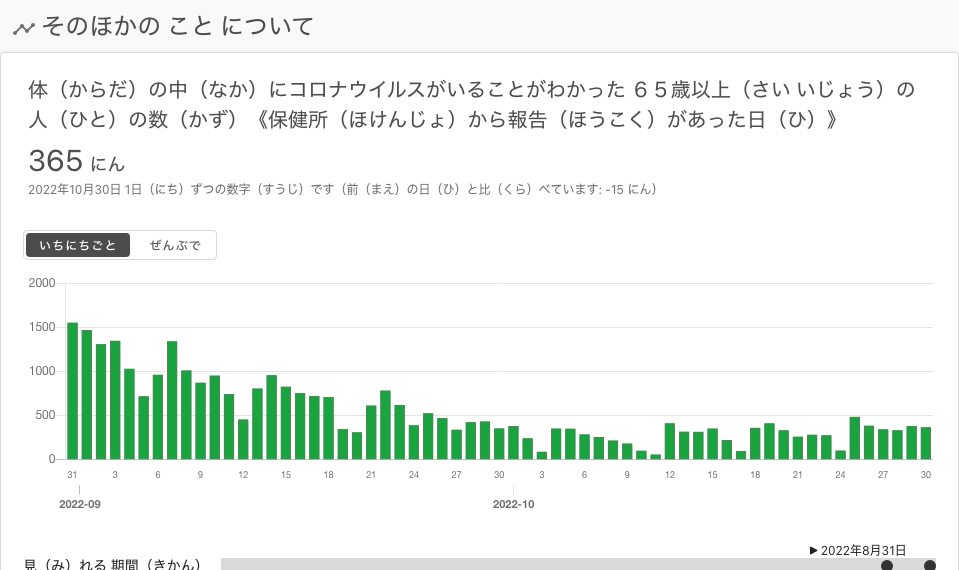 そのほかの こと について
体（からだ）の中（なか）にコロナウイルスがいることがわかった ６５歳以上（さい いじょう）の
人（ひと）の数（かず）《保健所（ほけんじょ）から報告（ほうこく）があった日（ひ）》
365 にん
2022年10月30日 1日（にち）ずつの数字（すうじ）です（前（まえ）の日（ひ）と比（くら）べています: -15 にん）
いちにちごと ぜんぶで
2000
1500
1000
500
0
31 3 6 9 12 15 18 21 24 27 30 3 6 9 12 15 18 21 24 27 30
2022-09 2022-10
▶ 2022年8月31日
見（み）れる 期間（きかん）